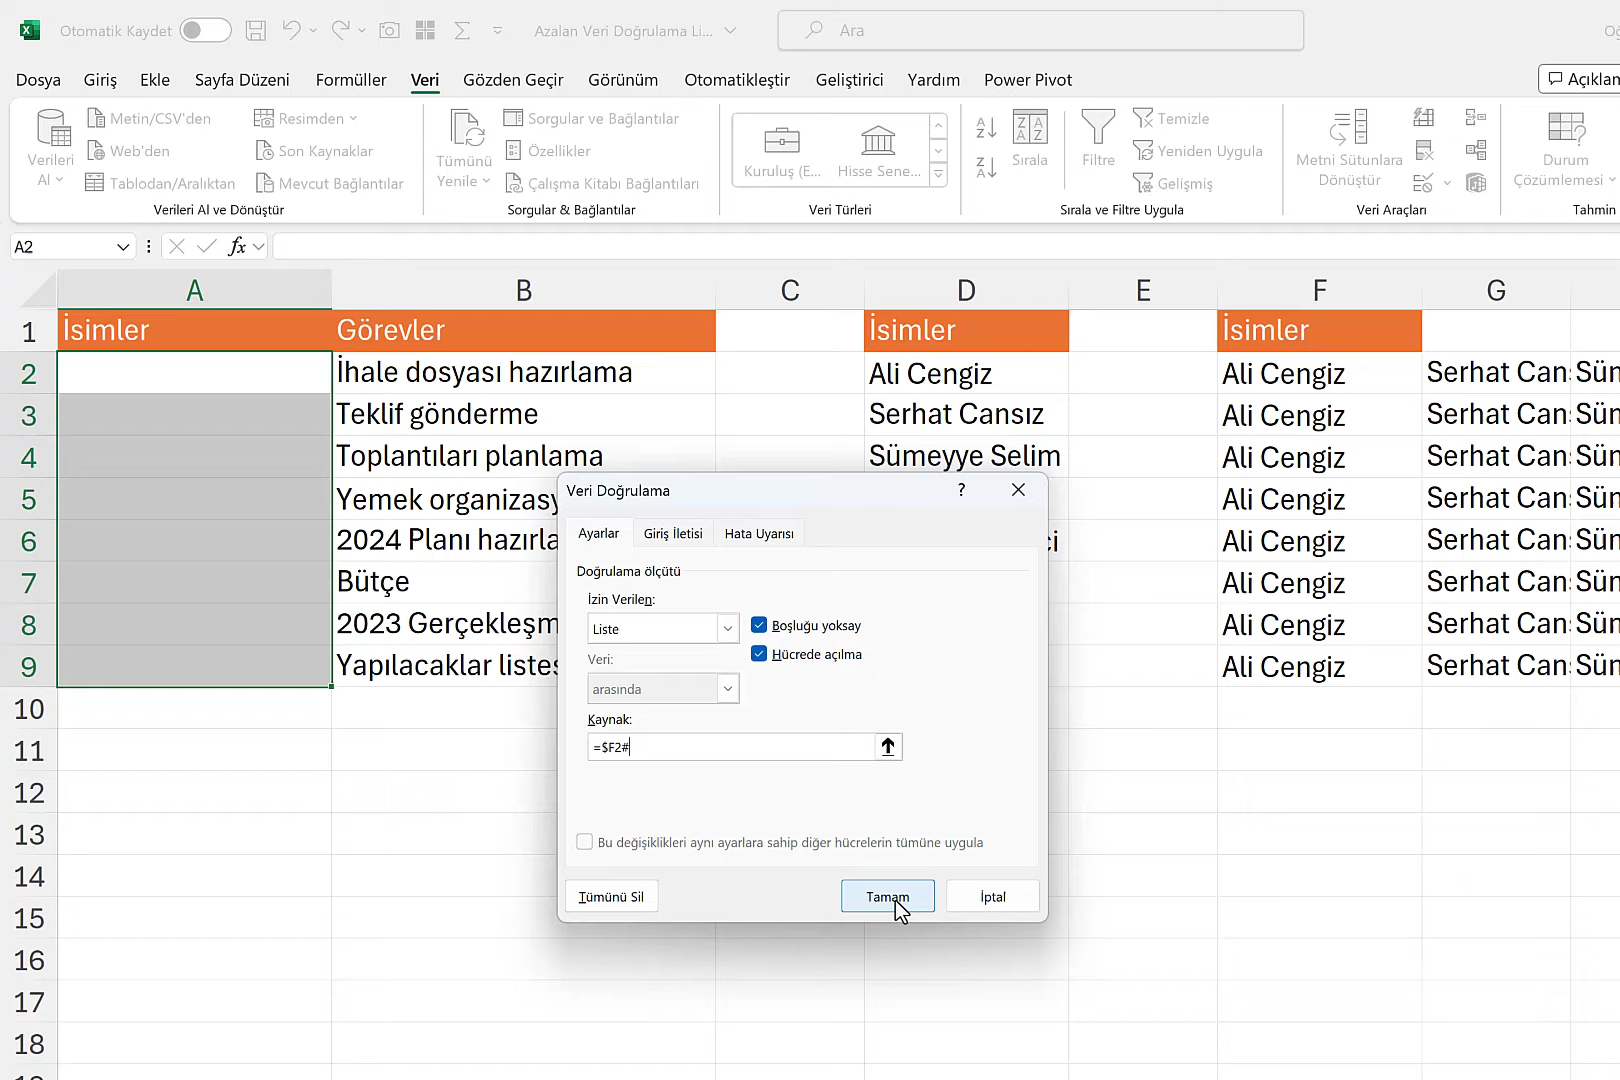 Otomatik Kaydet
Azalan Veri Doğrulama Li...
Ara
Dosya Giriş Ekle Sayfa Düzeni Formüller Veri Gözden Geçir Görünüm Otomatikleştir Geliştirici Yardım Power Pivot
Açıklam
Verileri Al
Metin/CSV'den
Web'den
Tablodan/Aralıktan
Resimden
Son Kaynaklar
Mevcut Bağlantılar
Verileri Al ve Dönüştür
Tümünü Yenile
Sorgular ve Bağlantılar
Özellikler
Çalışma Kitabı Bağlantıları
Sorgular & Bağlantılar
Kuruluş (E...
Hisse Sene...
Veri Türleri
Sırala
Filtre
Temizle
Yeniden Uygula
Gelişmiş
Sırala ve Filtre Uygula
Metni Sütunlara
Dönüştür
Veri Araçları
Durum
Çözümlemesi
Tahmin
A2
fx
A B C D E F G
1 İsimler Görevler İsimler İsimler
2 İhale dosyası hazırlama Ali Cengiz Ali Cengiz Serhat Can Sün
3 Teklif gönderme Serhat Cansız Ali Cengiz Serhat Can Sün
4 Toplantıları planlama Sümeyye Selim Ali Cengiz Serhat Can Sün
5 Yemek organizasy Ali Cengiz Serhat Can Sün
6 2024 Planı hazırla Ali Cengiz Serhat Can Sün
7 Bütçe Ali Cengiz Serhat Can Sün
8 2023 Gerçekleşm Ali Cengiz Serhat Can Sün
9 Yapılacaklar listes Ali Cengiz Serhat Can Sün
10
11
12
13
14
15
16
17
18
Veri Doğrulama
?
Ayarlar Giriş İletisi Hata Uyarısı
Doğrulama ölçütü
İzin Verilen:
Liste
Boşluğu yoksay
Hücrede açılma
Veri:
arasında
Kaynak:
=$F2#
Bu değişiklikleri aynı ayarlara sahip diğer hücrelerin tümüne uygula
Tümünü Sil Tamam İptal